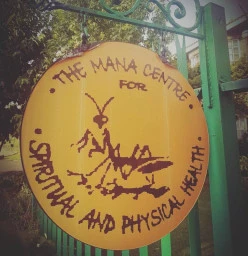 • THE MANA CENTRE •
FOR
• SPIRITUAL AND PHYSICAL HEALTH •